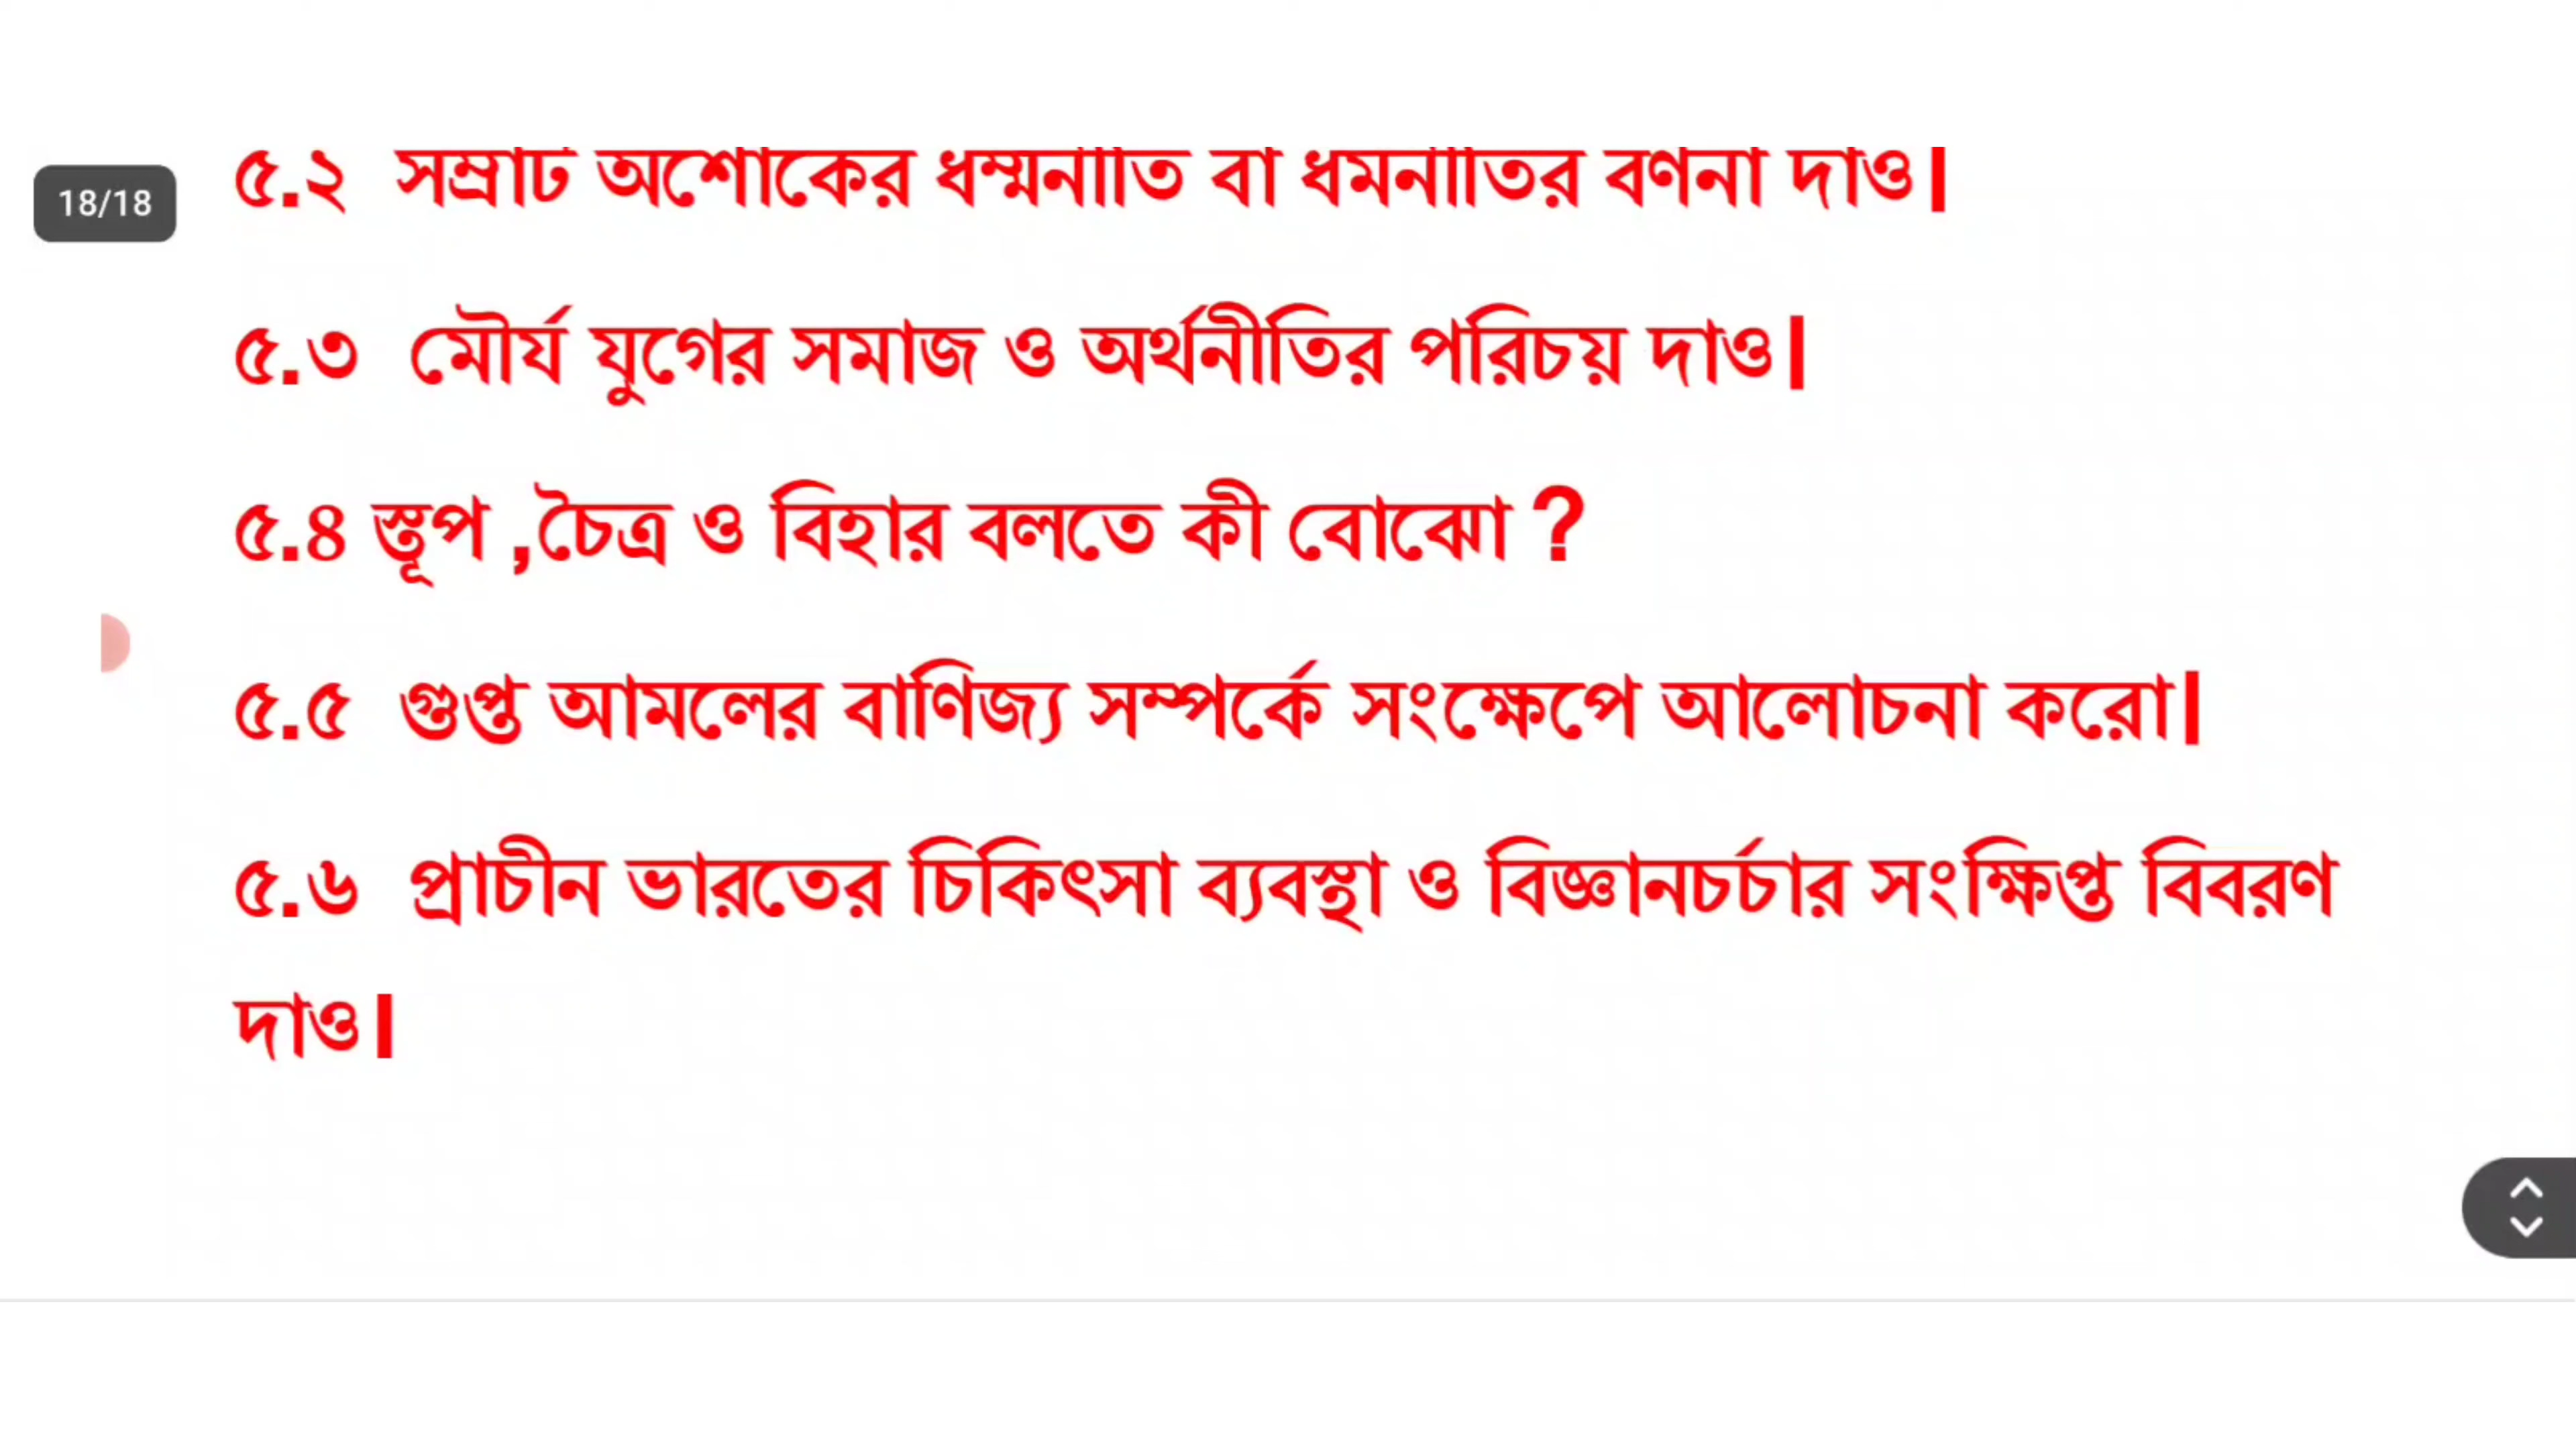 18/18
৫.২ সম্রাট অশোকের ধম্মনীতি বা ধর্মনীতির বর্ণনা দাও।
৫.৩ মৌর্য যুগের সমাজ ও অর্থনীতির পরিচয় দাও।
৫.৪ স্তূপ ,চৈত্র ও বিহার বলতে কী বোঝো ?
৫.৫ গুপ্ত আমলের বাণিজ্য সম্পর্কে সংক্ষেপে আলোচনা করো।
৫.৬ প্রাচীন ভারতের চিকিৎসা ব্যবস্থা ও বিজ্ঞানচর্চার সংক্ষিপ্ত বিবরণ
দাও।